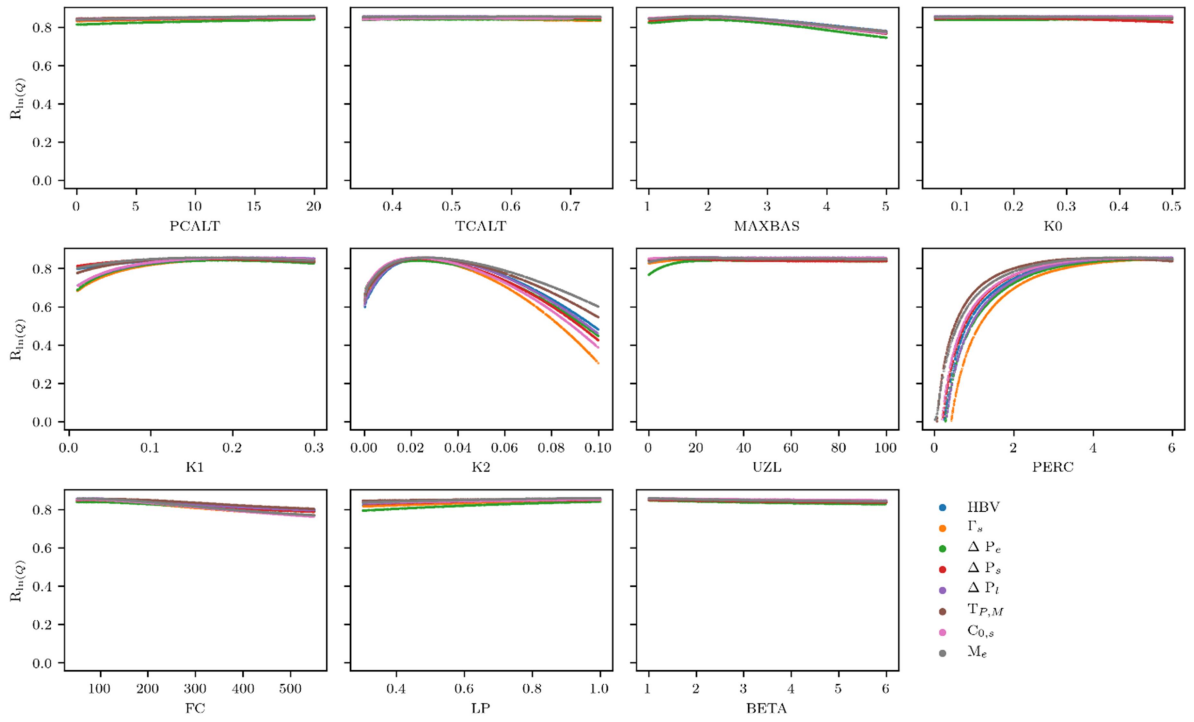 R_ln(Q)
0.8
0.6
0.4
0.2
0.0
0 5 10 15 20
PCALT
0.4 0.5 0.6 0.7
TCALT
1 2 3 4 5
MAXBAS
0.1 0.2 0.3 0.4 0.5
K0
R_ln(Q)
0.8
0.6
0.4
0.2
0.0
0.0 0.1 0.2 0.3
K1
0.00 0.02 0.04 0.06 0.08 0.10
K2
0 20 40 60 80 100
UZL
0 2 4 6
PERC
R_ln(Q)
0.8
0.6
0.4
0.2
0.0
100 200 300 400 500
FC
0.4 0.6 0.8 1.0
LP
1 2 3 4 5 6
BETA
HBV
Γ_s
Δ P_e
Δ P_s
Δ P_l
T_P,M
C_0,s
M_e